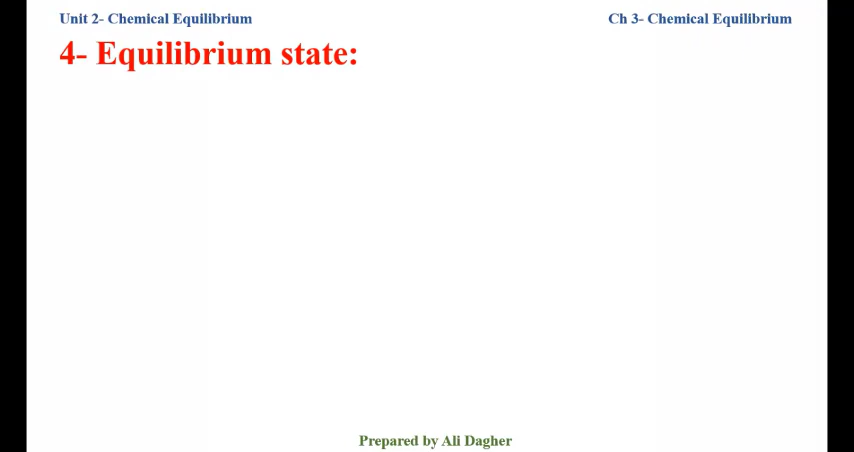 Unit 2- Chemical Equilibrium
Ch 3- Chemical Equilibrium
4- Equilibrium state:
Prepared by Ali Dagher